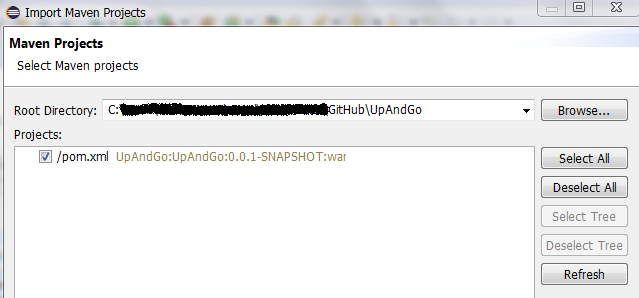 Import Maven Projects
Maven Projects
Select Maven projects
Root Directory: C: GitHub\UpAndGo Browse...
Projects:
/pom.xml UpAndGo:UpAndGo:0.0.1-SNAPSHOT:war
Select All
Deselect All
Select Tree
Deselect Tree
Refresh